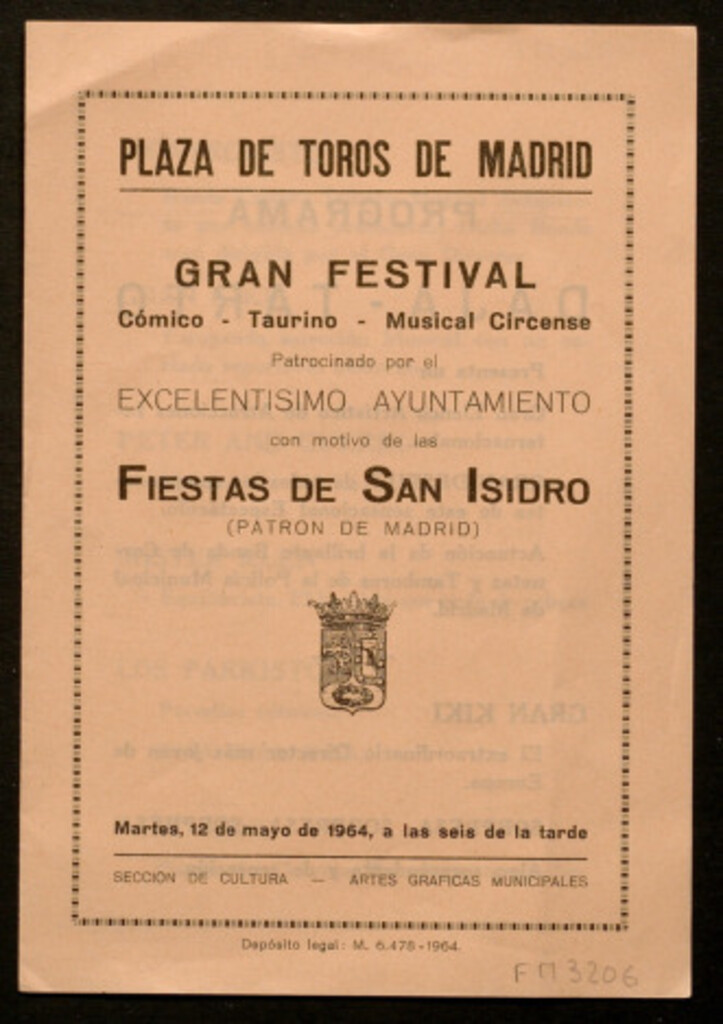 PLAZA DE TOROS DE MADRID
GRAN FESTIVAL
Cómico - Taurino - Musical Circense
Patrocinado por el
EXCELENTISIMO AYUNTAMIENTO
con motivo de las
FIESTAS DE SAN ISIDRO
(PATRON DE MADRID)
Martes, 12 de mayo de 1964, a las seis de la tarde
SECCION DE CULTURA — ARTES GRAFICAS MUNICIPALES
Depósito legal: M. 6.478-1964.
FM 3206